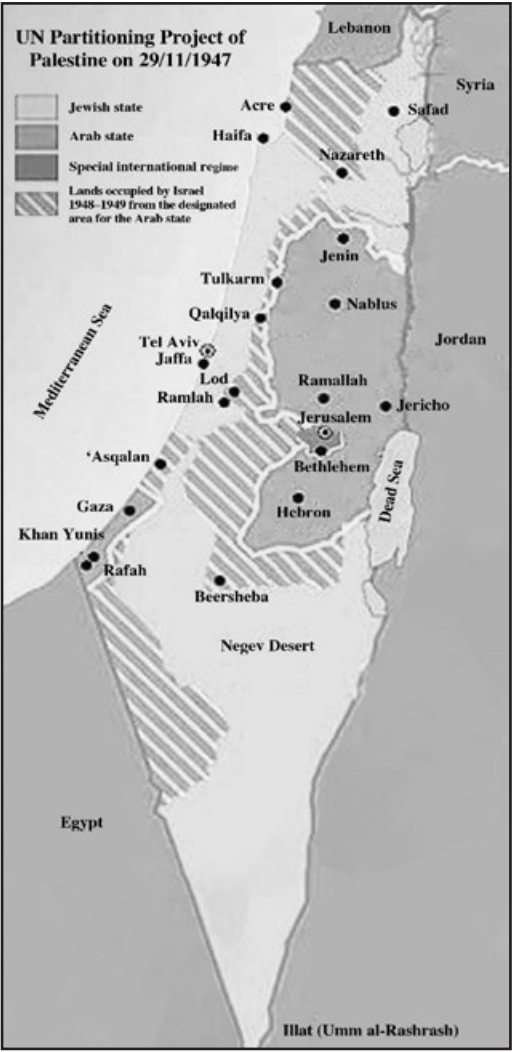 UN Partitioning Project of
Palestine on 29/11/1947
Jewish state
Arab state
Special international regime
Lands occupied by Israel
1948–1949 from the designated
area for the Arab state
Lebanon
Syria
Acre
Safad
Haifa
Nazareth
Jenin
Tulkarm
Nablus
Qalqilya
Mediterranean Sea
Tel Aviv
Jaffa
Jordan
Lod
Ramallah
Ramlah
Jericho
Jerusalem
‘Asqalan
Bethlehem
Dead Sea
Gaza
Hebron
Khan Yunis
Rafah
Beersheba
Negev Desert
Egypt
Illat (Umm al-Rashrash)